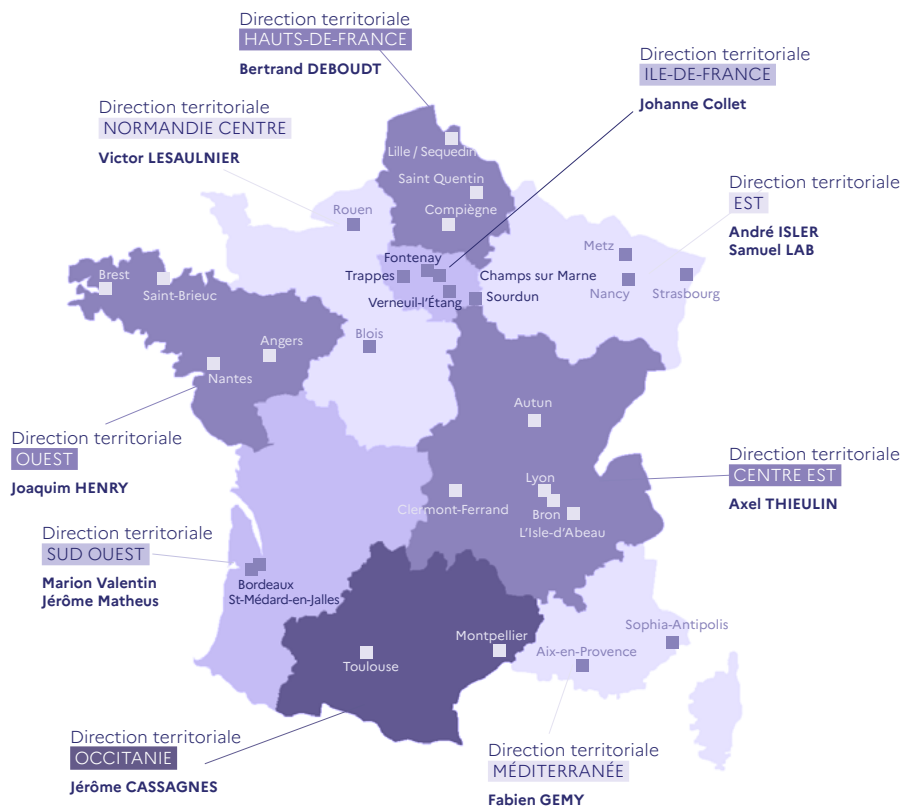 Direction territoriale
HAUTS-DE-FRANCE
Bertrand DEBOUDT
Direction territoriale
ILE-DE-FRANCE
Johanne Collet
Direction territoriale
NORMANDIE CENTRE
Victor LESAULNIER
Lille / Sequedin
Saint Quentin
Compiègne
Rouen
Direction territoriale
EST
André ISLER
Samuel LAB
Metz
Nancy
Strasbourg
Fontenay
Trappes
Champs sur Marne
Verneuil-l'Étang
Sourdun
Brest
Saint-Brieuc
Angers
Nantes
Blois
Autun
Direction territoriale
OUEST
Joaquim HENRY
Direction territoriale
CENTRE EST
Axel THIEULIN
Lyon
Clermont-Ferrand
Bron
L'Isle-d'Abeau
Direction territoriale
SUD OUEST
Marion Valentin
Jérôme Matheus
Bordeaux
St-Médard-en-Jalles
Sophia-Antipolis
Montpellier
Aix-en-Provence
Toulouse
Direction territoriale
OCCITANIE
Jérôme CASSAGNES
Direction territoriale
MÉDITERRANÉE
Fabien GEMY